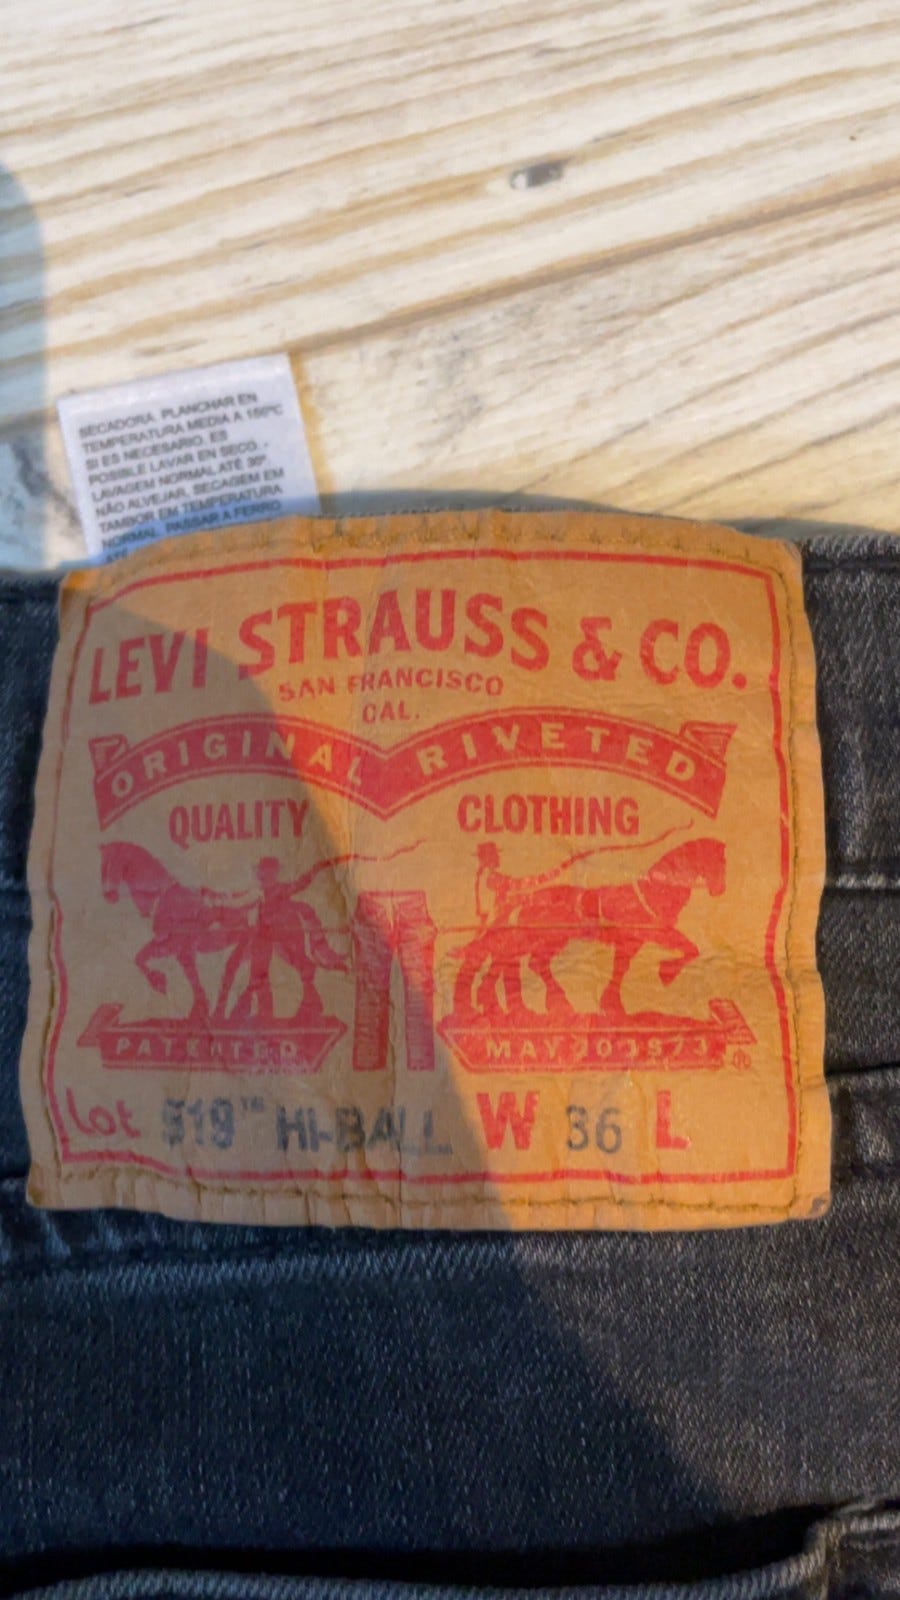 SECADORA. PLANCHAR EN
TEMPERATURA MEDIA A 150°C
SI ES NECESARIO. ES
POSIBLE LAVAR EN SECO. -
LAVAGEM NORMAL ATÉ 30°.
NÃO ALVEJAR. SECAGEM EM
TAMBOR EM TEMPERATURA
NORMAL. PASSAR A FERRO
ATÉ
LEVI STRAUSS & CO.
SAN FRANCISCO
CAL.
ORIGINAL RIVETED
QUALITY CLOTHING
PATENTED MAY 20 1873 ®
Lot 919™ HI-BALL W 36 L